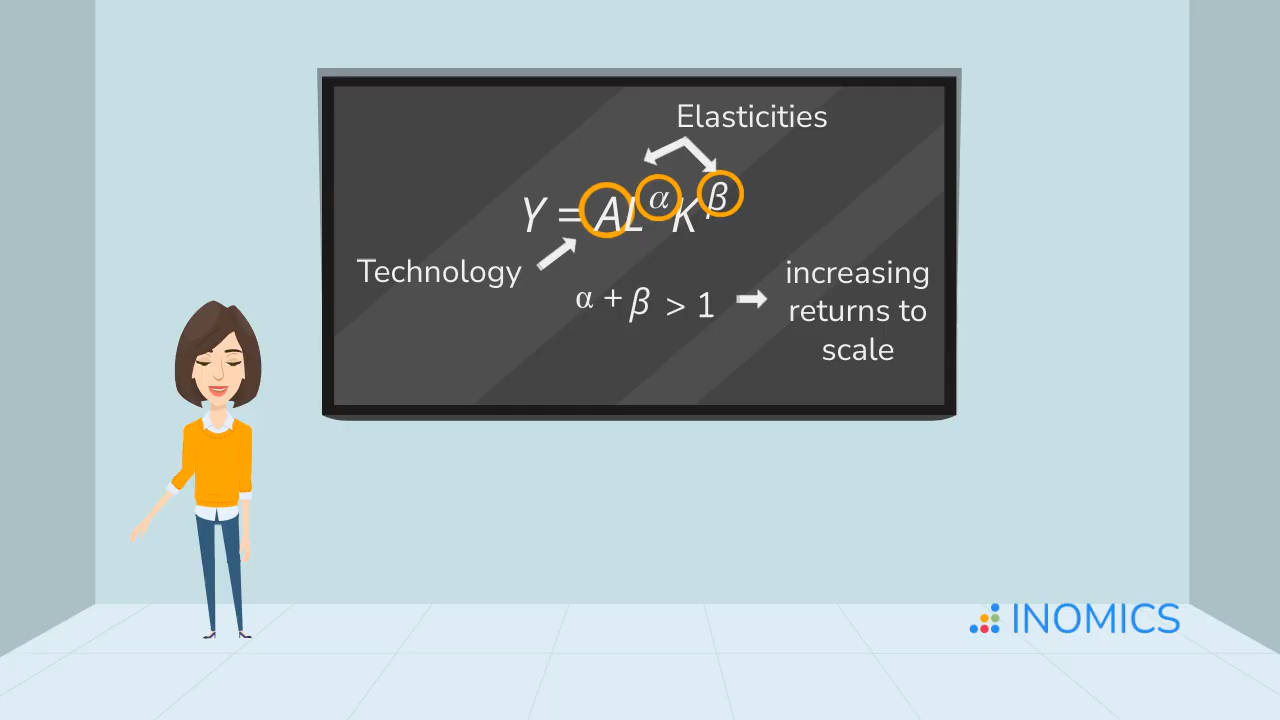 Elasticities
Y = AL^α K^β
Technology
α + β > 1
increasing
returns to
scale
INOMICS